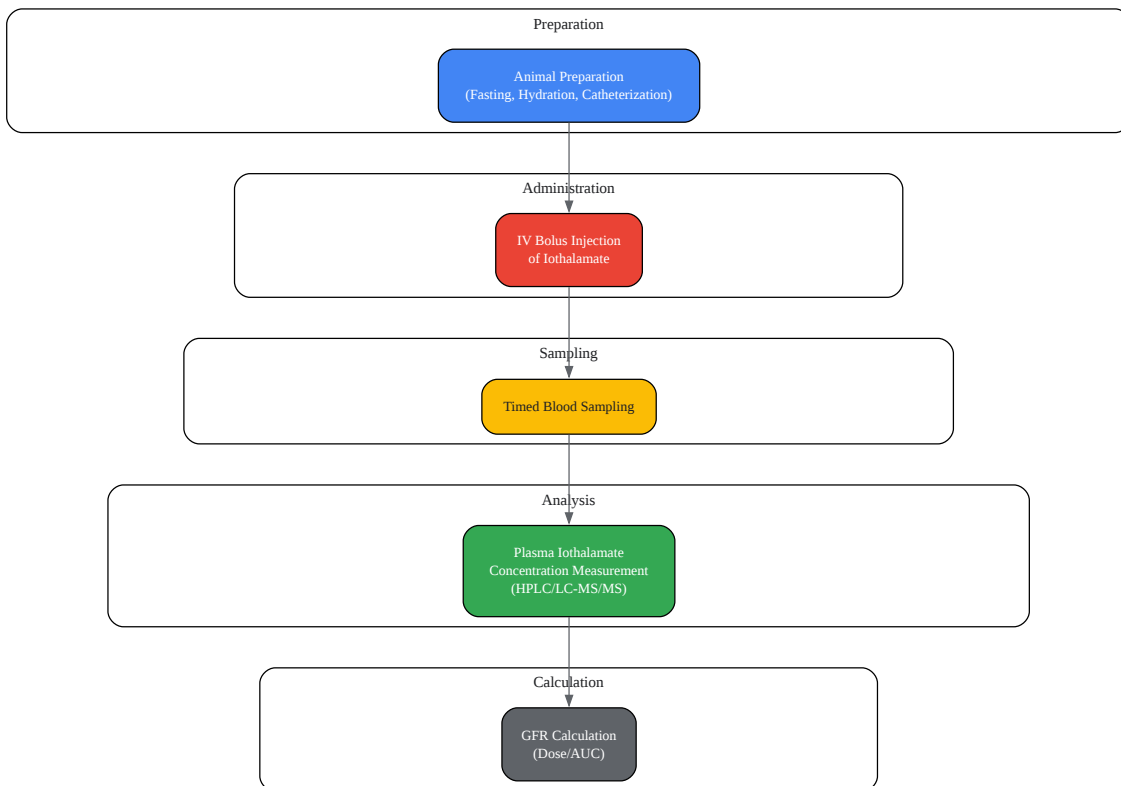 Preparation
Animal Preparation
(Fasting, Hydration, Catheterization)
Administration
IV Bolus Injection
of Iothalamate
Sampling
Timed Blood Sampling
Analysis
Plasma Iothalamate
Concentration Measurement
(HPLC/LC-MS/MS)
Calculation
GFR Calculation
(Dose/AUC)